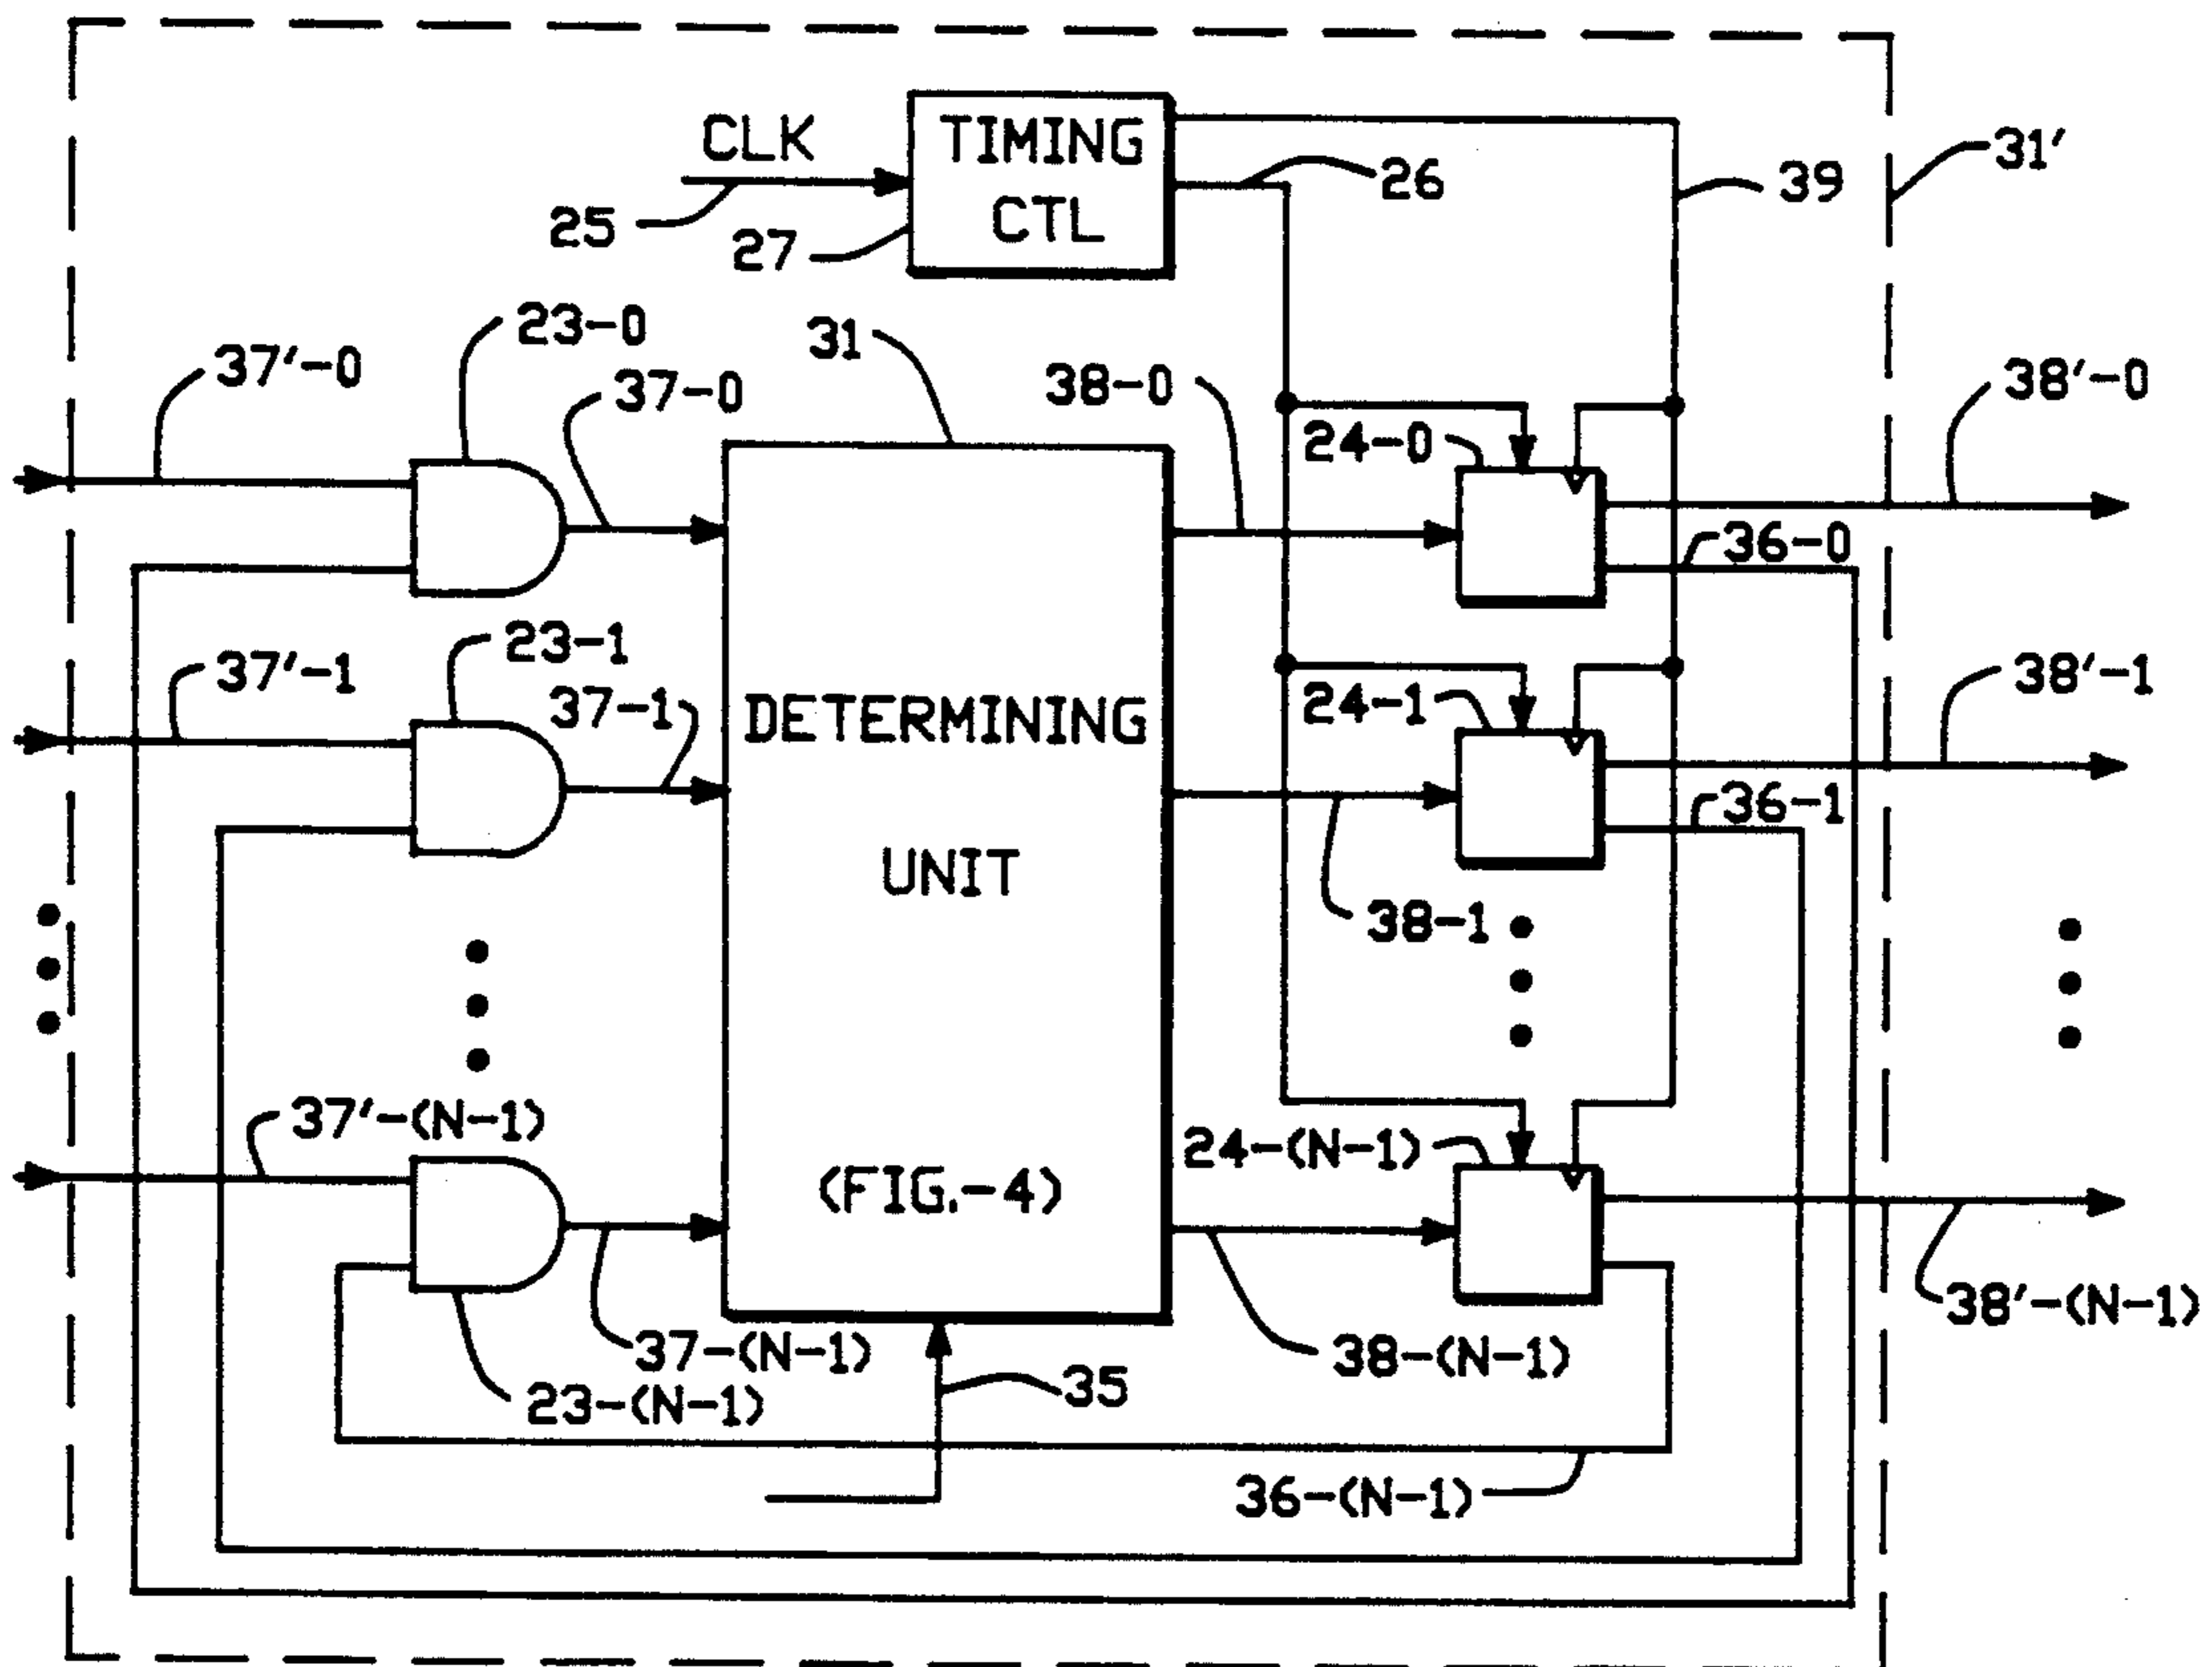 CLK
TIMING
CTL
25
27
26
39
31'
23-0
31
37'-0
37-0
38-0
38'-0
24-0
36-0
23-1
37'-1
37-1
24-1
38'-1
DETERMINING
UNIT
36-1
38-1
37'-(N-1)
24-(N-1)
(FIG.-4)
38'-(N-1)
37-(N-1)
38-(N-1)
35
23-(N-1)
36-(N-1)